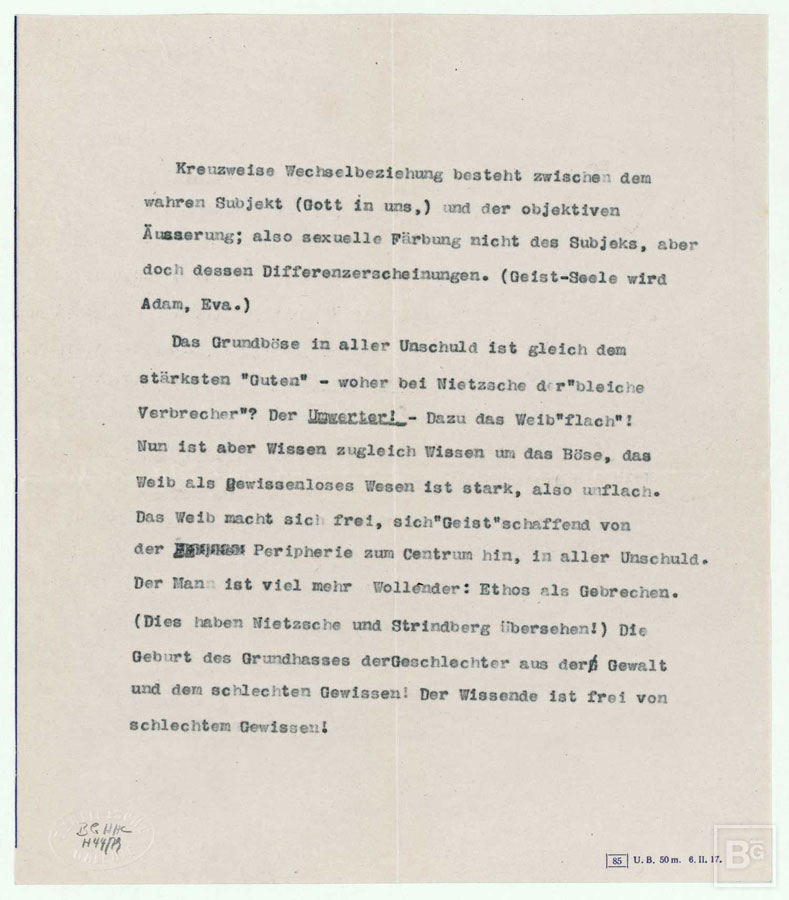 Kreuzweise Wechselbeziehung besteht zwischen dem
wahren Subjekt (Gott in uns,) und der objektiven
Äusserung; also sexuelle Färbung nicht des Subjeks, aber
doch dessen Differenzerscheinungen. (Geist-Seele wird
Adam, Eva.)
Das Grundböse in aller Unschuld ist gleich dem
stärksten "Guten" - woher bei Nietzsche der"bleiche
Verbrecher"? Der Umwerter! - Dazu das Weib"flach"!
Nun ist aber Wissen zugleich Wissen um das Böse, das
Weib als gewissenloses Wesen ist stark, also unflach.
Das Weib macht sich frei, sich"Geist"schaffend von
der Peripherie zum Centrum hin, in aller Unschuld.
Der Mann ist viel mehr Wollender: Ethos als Gebrechen.
(Dies haben Nietzsche und Strindberg übersehen!) Die
Geburt des Grundhasses derGeschlechter aus der Gewalt
und dem schlechten Gewissen! Der Wissende ist frei von
schlechtem Gewissen!
BG HHC
H 44/79
85 U. B. 50 m. 6. II. 17.
BG